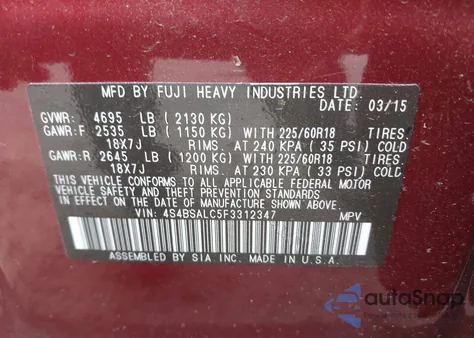 MFD BY FUJI HEAVY INDUSTRIES LTD.
DATE: 03/15
GVWR: 4695 LB ( 2130 KG)
GAWR:F 2535 LB ( 1150 KG) WITH 225/60R18
18X7J RIMS. AT 240 KPA ( 35 PSI) COLD
GAWR:R 2645 LB ( 1200 KG) WITH 225/60R18
18X7J RIMS. AT 230 KPA ( 33 PSI) COLD
THIS VEHICLE CONFORMS TO ALL APPLICABLE FEDERAL MOTOR
VEHICLE SAFETY AND THEFT PREVENTION STANDARDS
IN EFFECT ON THE DATE OF MANUFACTURE SHOWN ABOVE.
VIN: 4S4BSALC5F3312347 MPV
ASSEMBLED BY SIA INC. MADE IN U.S.A.
autoSnap